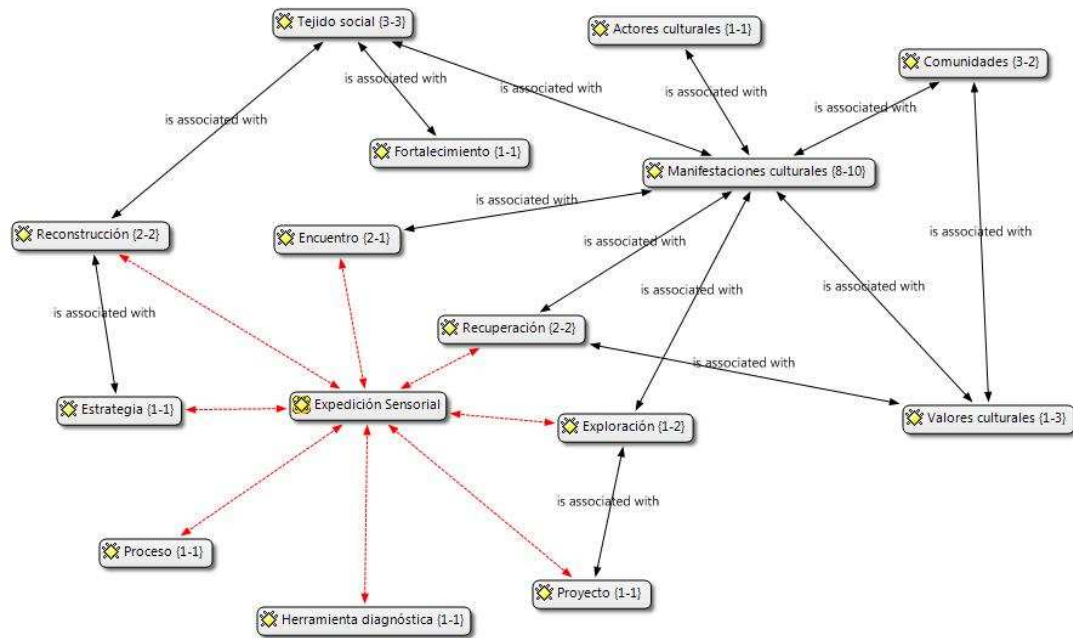 Tejido social {3-3}
Actores culturales {1-1}
Comunidades {3-2}
is associated with
is associated with
is associated with
is associated with
is associated with
Fortalecimiento {1-1}
Manifestaciones culturales {8-10}
is associated with
Reconstrucción {2-2}
Encuentro {2-1}
is associated with
is associated with
is associated with
is associated with
is associated with
Recuperación {2-2}
is associated with
Estrategia {1-1}
Expedición Sensorial
Exploración {1-2}
Valores culturales {1-3}
is associated with
Proceso {1-1}
Proyecto {1-1}
Herramienta diagnóstica {1-1}